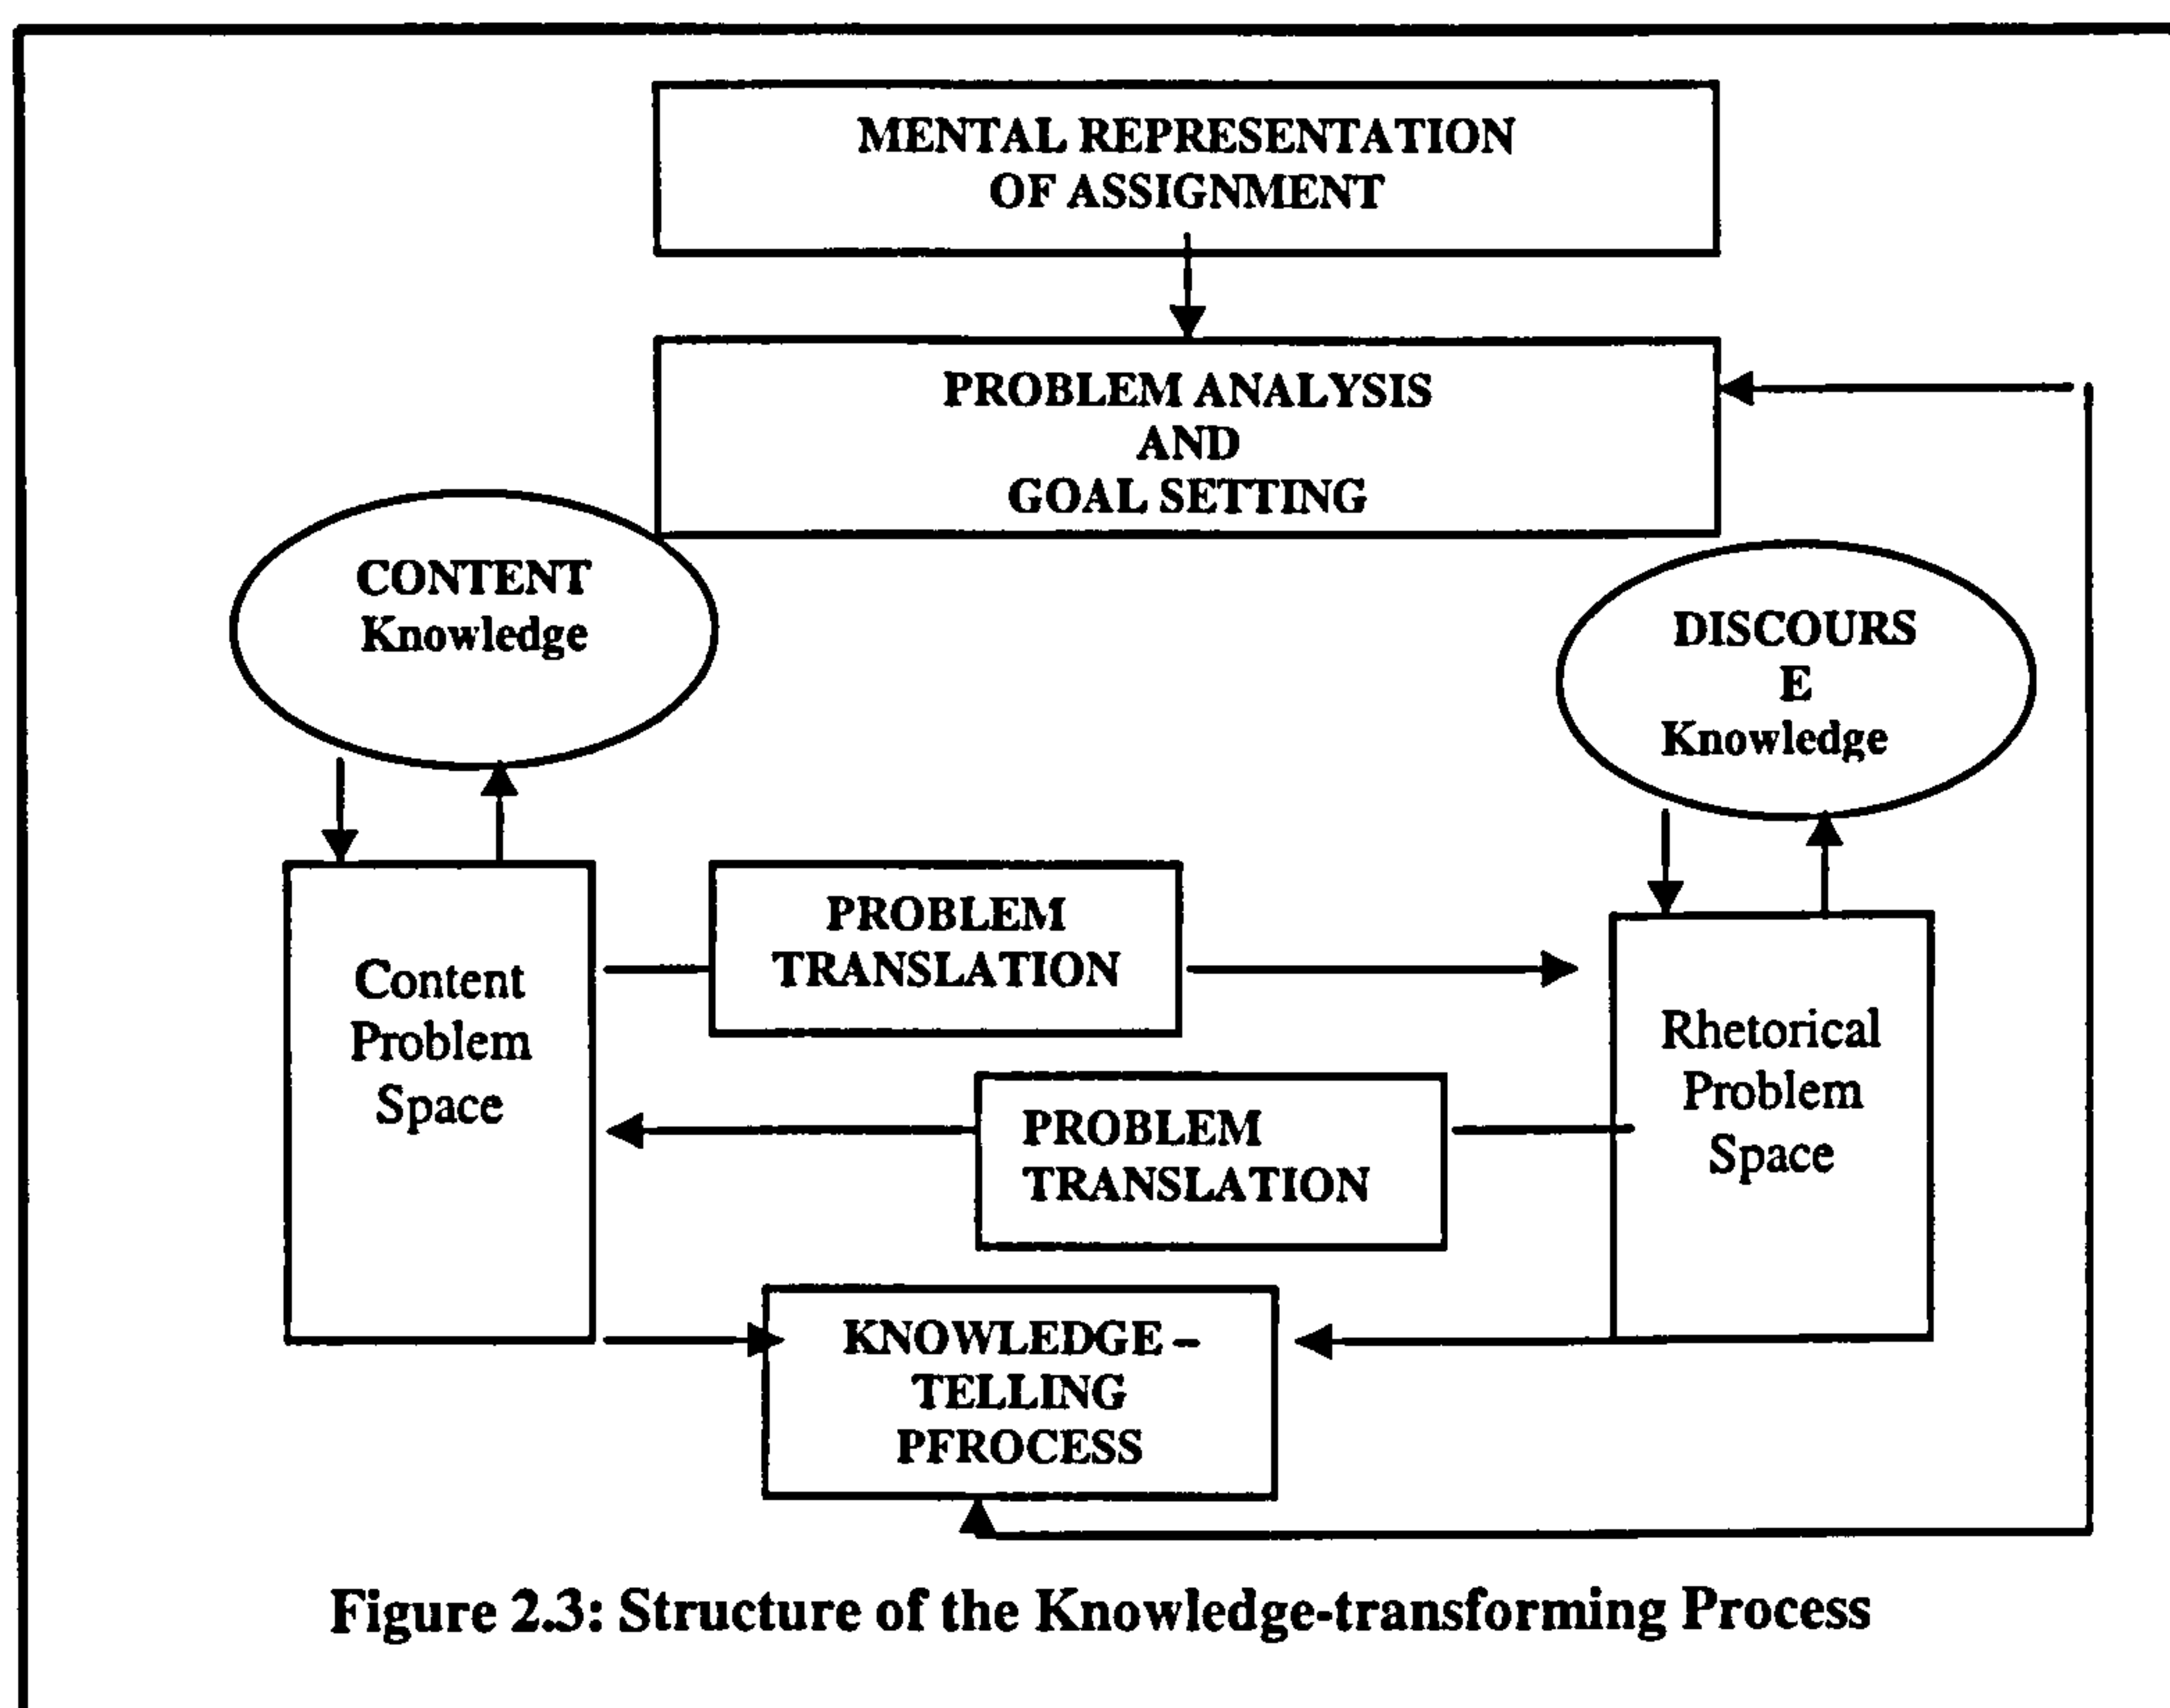 MENTAL REPRESENTATION
OF ASSIGNMENT
PROBLEM ANALYSIS
AND
GOAL SETTING
CONTENT
Knowledge
DISCOURS
E
Knowledge
Content
Problem
Space
PROBLEM
TRANSLATION
Rhetorical
Problem
Space
PROBLEM
TRANSLATION
KNOWLEDGE –
TELLING
PFROCESS
Figure 2.3: Structure of the Knowledge-transforming Process